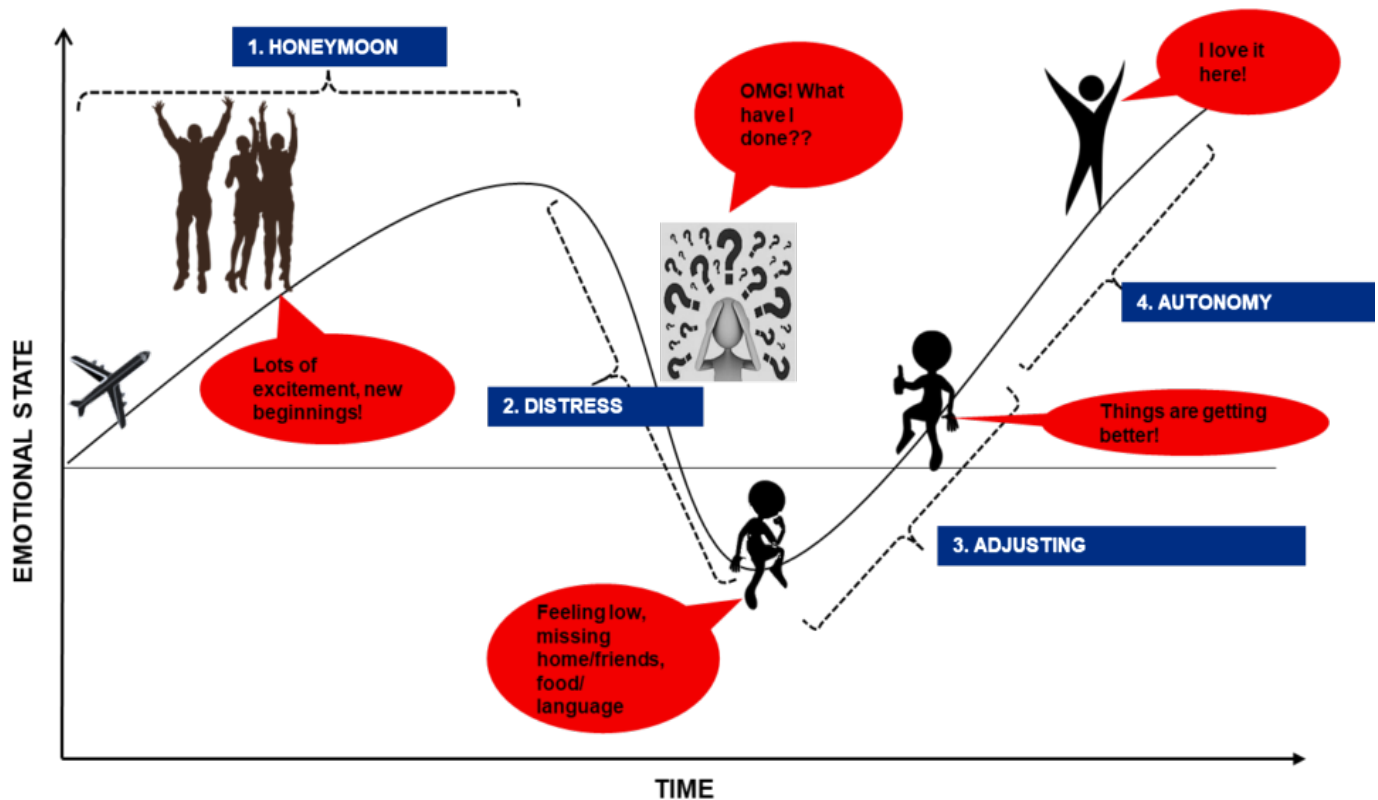 1. HONEYMOON
I love it
here!
OMG! What
have I
done??
4. AUTONOMY
Lots of
excitement, new
beginnings!
2. DISTRESS
Things are getting
better!
EMOTIONAL STATE
3. ADJUSTING
Feeling low,
missing
home/friends,
food/
language
TIME